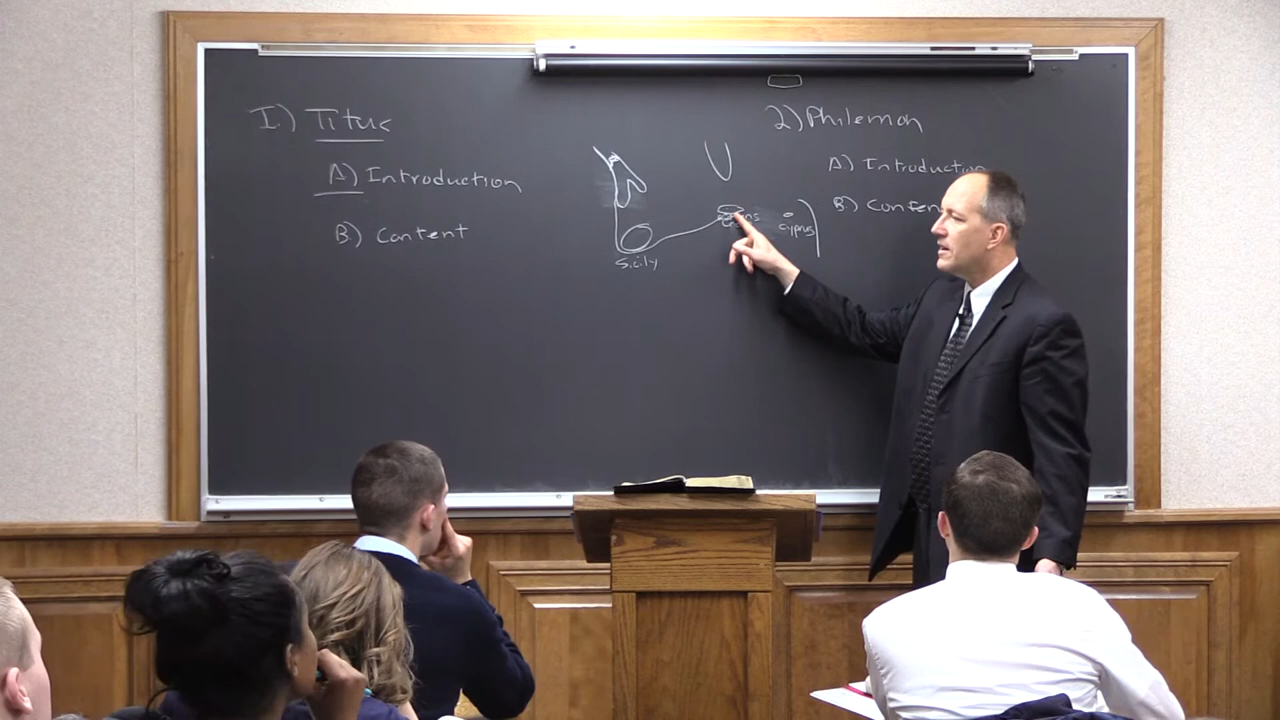 I.) Titus
A) Introduction
B.) Content
Sicily
Cyprus
2) Philemon
A.) Introduction
B.)